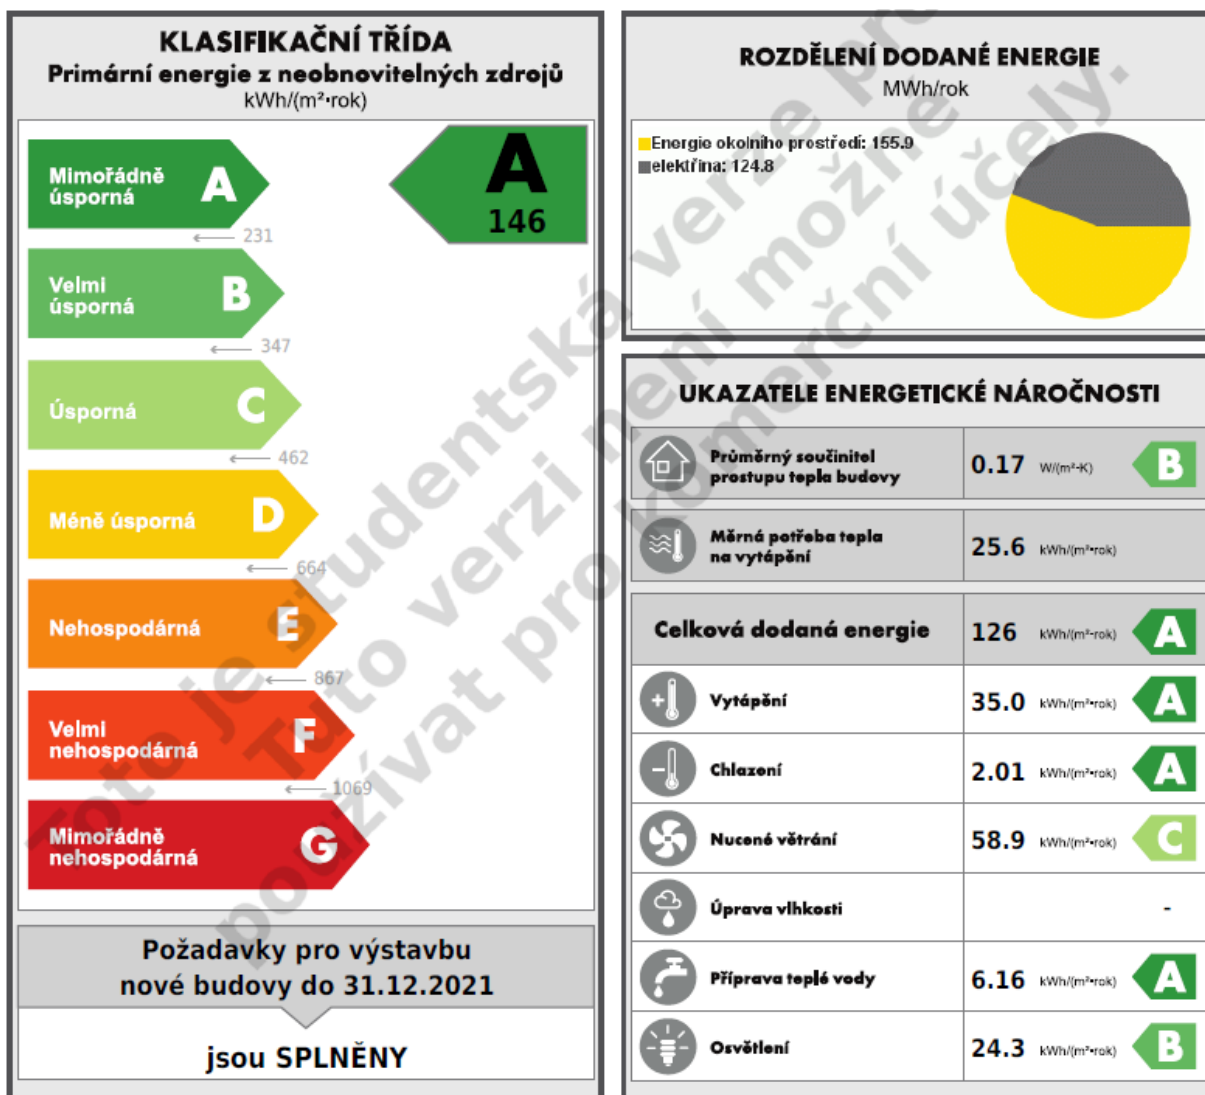 KLASIFIKAČNÍ TŘÍDA
Primární energie z neobnovitelných zdrojů
kWh/(m²•rok)
Mimořádně
úsporná
A
A
146
231
Velmi
úsporná
B
347
Úsporná
C
462
Méně úsporná
D
664
Nehospodárná
E
867
Velmi
nehospodárná
F
1069
Mimořádně
nehospodárná
G
Požadavky pro výstavbu
nové budovy do 31.12.2021
jsou SPLNĚNY
ROZDĚLENÍ DODANÉ ENERGIE
MWh/rok
Energie okolního prostředí: 155.9
elektřina: 124.8
UKAZATELE ENERGETICKÉ NÁROČNOSTI
Průměrný součinitel
prostupu tepla budovy
0.17 W/(m²•K) B
Měrná potřeba tepla
na vytápění
25.6 kWh/(m²•rok)
Celková dodaná energie 126 kWh/(m²•rok) A
Vytápění 35.0 kWh/(m²•rok) A
Chlazení 2.01 kWh/(m²•rok) A
Nucené větrání 58.9 kWh/(m²•rok) C
Úprava vlhkosti -
Příprava teplé vody 6.16 kWh/(m²•rok) A
Osvětlení 24.3 kWh/(m²•rok) B
Toto je studentská verze
Tuto verzi není možné
používat pro komerční účely.